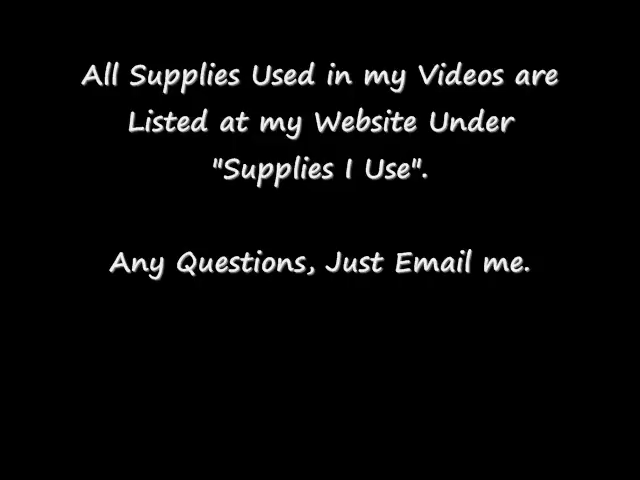 All Supplies Used in my Videos are
Listed at my Website Under
"Supplies I Use".
Any Questions, Just Email me.